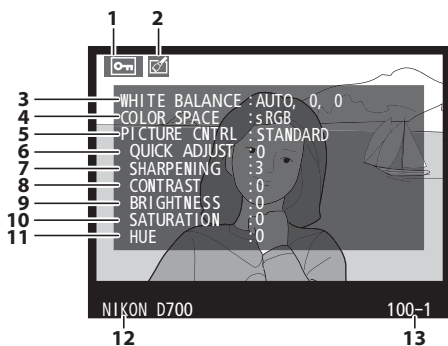 1 2
3 WHITE BALANCE :AUTO, 0, 0
4 COLOR SPACE :sRGB
5 PICTURE CNTRL :STANDARD
6 QUICK ADJUST :0
7 SHARPENING :3
8 CONTRAST :0
9 BRIGHTNESS :0
10 SATURATION :0
11 HUE :0
NIKON D700 100-1
12 13